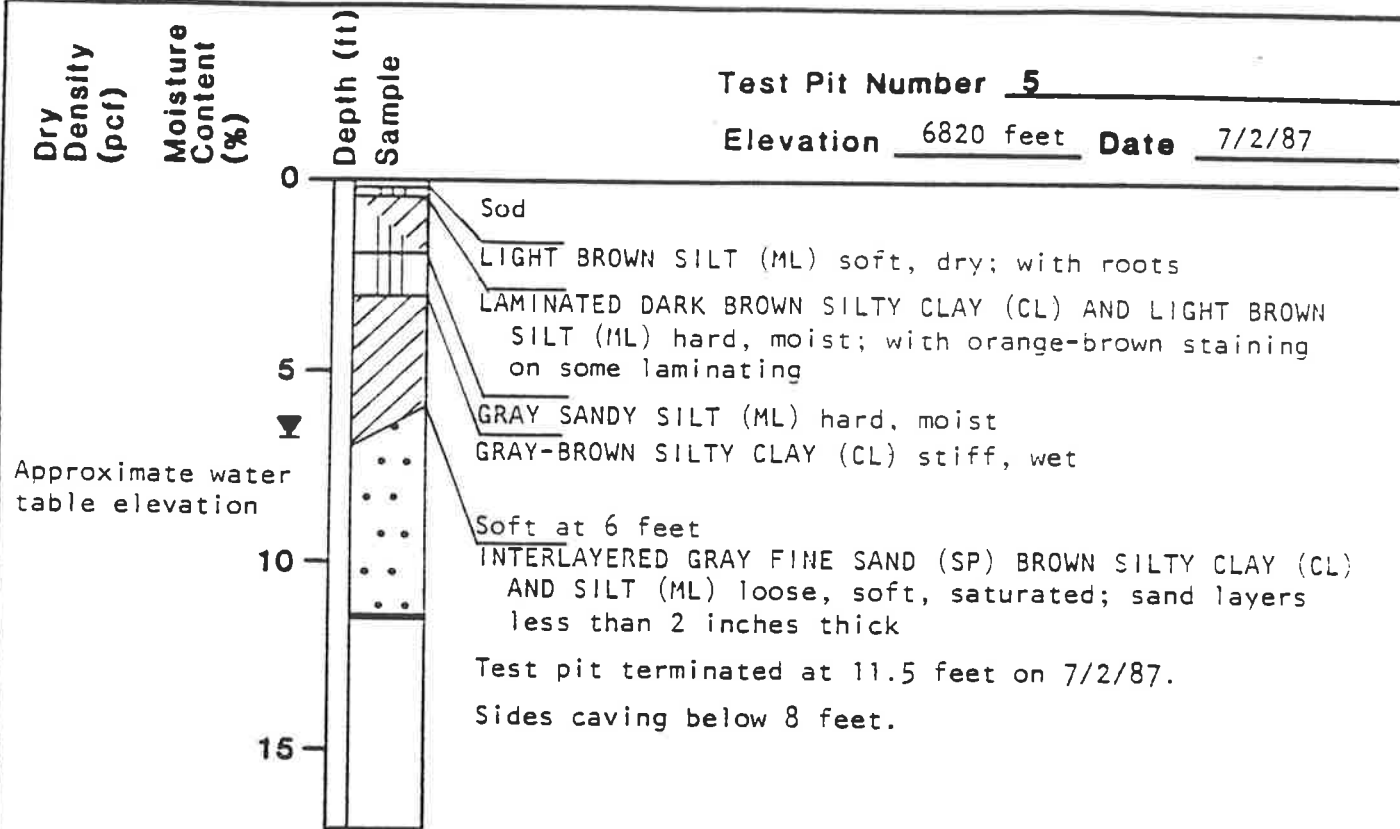 Dry
Density
(pcf)
Moisture
Content
(%)
Depth (ft)
Sample
Test Pit Number 5
Elevation 6820 feet Date 7/2/87
0
Sod
LIGHT BROWN SILT (ML) soft, dry; with roots
LAMINATED DARK BROWN SILTY CLAY (CL) AND LIGHT BROWN
SILT (ML) hard, moist; with orange-brown staining
on some laminating
5
GRAY SANDY SILT (ML) hard, moist
GRAY-BROWN SILTY CLAY (CL) stiff, wet
Approximate water
table elevation
Soft at 6 feet
10
INTERLAYERED GRAY FINE SAND (SP) BROWN SILTY CLAY (CL)
AND SILT (ML) loose, soft, saturated; sand layers
less than 2 inches thick
Test pit terminated at 11.5 feet on 7/2/87.
Sides caving below 8 feet.
15